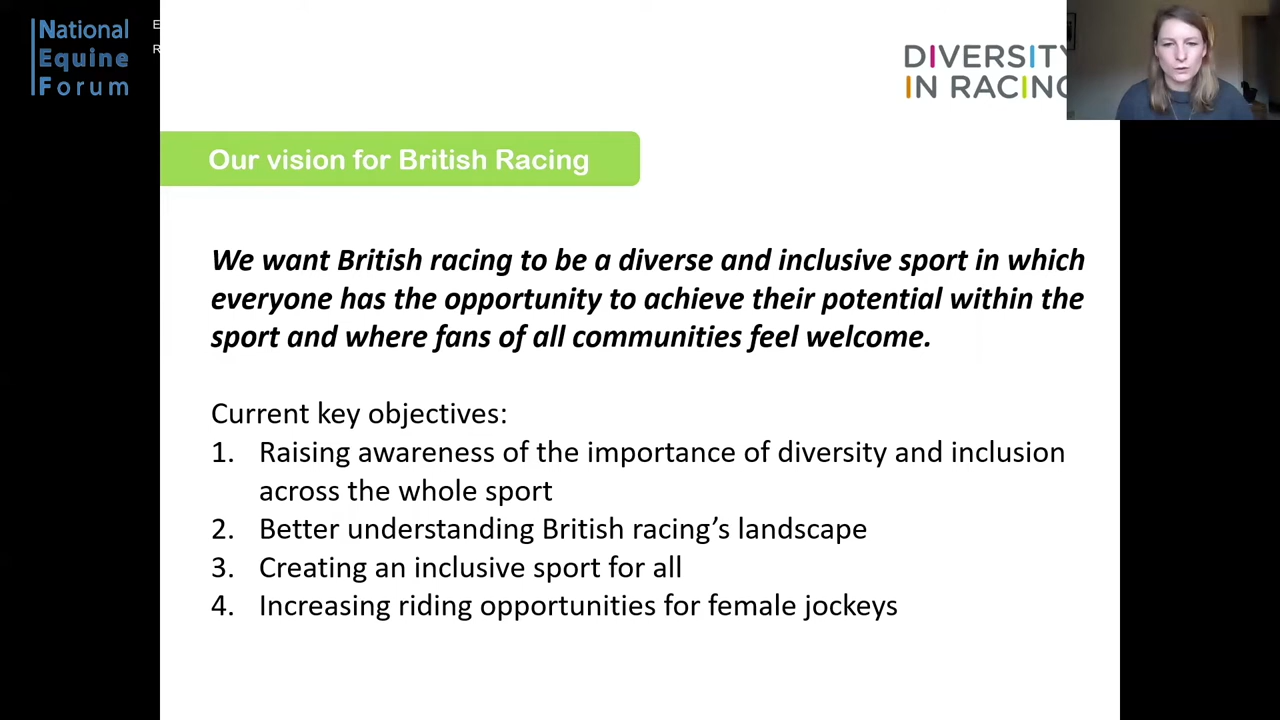 National
Equine
Forum
E
R
DIVERSITY
IN RACING
Our vision for British Racing
We want British racing to be a diverse and inclusive sport in which
everyone has the opportunity to achieve their potential within the
sport and where fans of all communities feel welcome.
Current key objectives:
1. Raising awareness of the importance of diversity and inclusion
across the whole sport
2. Better understanding British racing’s landscape
3. Creating an inclusive sport for all
4. Increasing riding opportunities for female jockeys